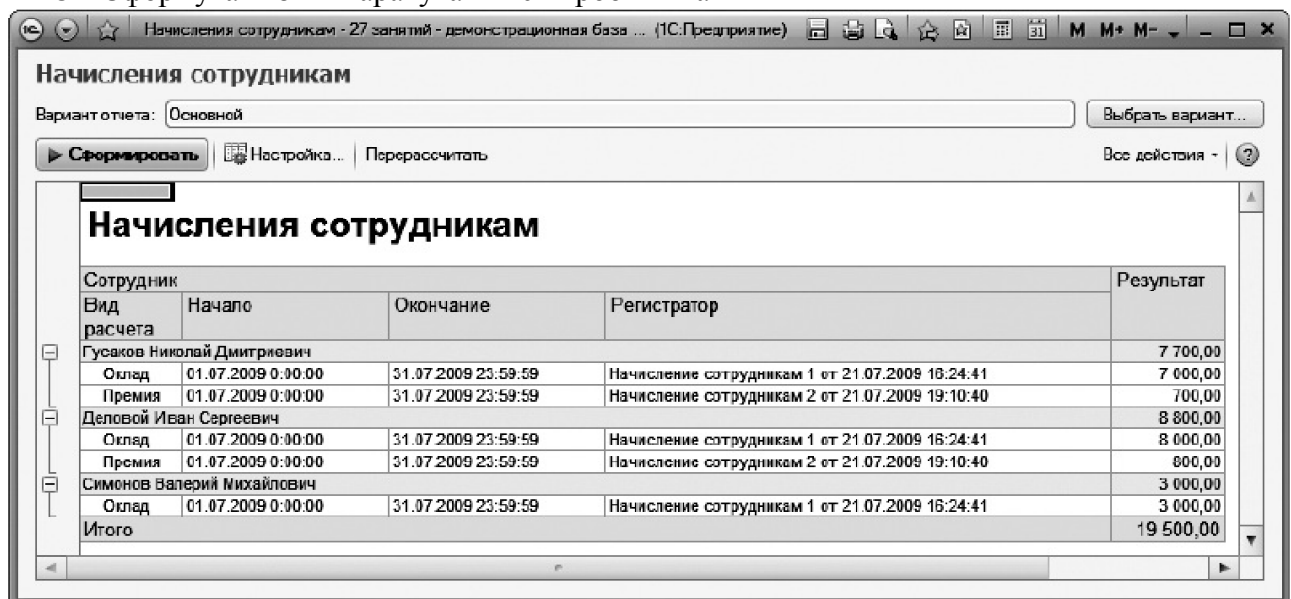 Начисления сотрудникам - 27 занятий - демонстрационная база ... (1С:Предприятие) 31 M M+ M-
Начисления сотрудникам
Вариант отчета: Основной Выбрать вариант...
Сформировать Настройка... Перерассчитать Все действия ?
Начисления сотрудникам
Сотрудник Результат
Вид расчета Начало Окончание Регистратор
Гусаков Николай Дмитриевич 7 700,00
Оклад 01.07.2009 0:00:00 31.07.2009 23:59:59 Начисление сотрудникам 1 от 21.07.2009 16:24:41 7 000,00
Премия 01.07.2009 0:00:00 31.07.2009 23:59:59 Начисление сотрудникам 2 от 21.07.2009 19:10:40 700,00
Деловой Иван Сергеевич 8 800,00
Оклад 01.07.2009 0:00:00 31.07.2009 23:59:59 Начисление сотрудникам 1 от 21.07.2009 16:24:41 8 000,00
Премия 01.07.2009 0:00:00 31.07.2009 23:59:59 Начисление сотрудникам 2 от 21.07.2009 19:10:40 800,00
Симонов Валерий Михайлович 3 000,00
Оклад 01.07.2009 0:00:00 31.07.2009 23:59:59 Начисление сотрудникам 1 от 21.07.2009 16:24:41 3 000,00
Итого 19 500,00